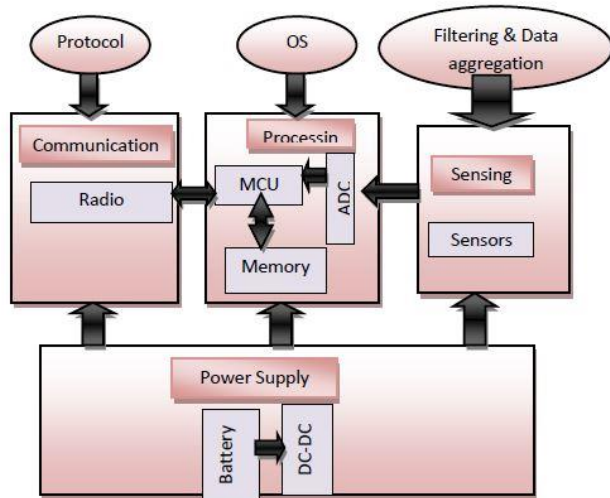 Protocol
OS
Filtering & Data
aggregation
Communication
Radio
Processin
MCU
ADC
Memory
Sensing
Sensors
Power Supply
Battery
DC-DC